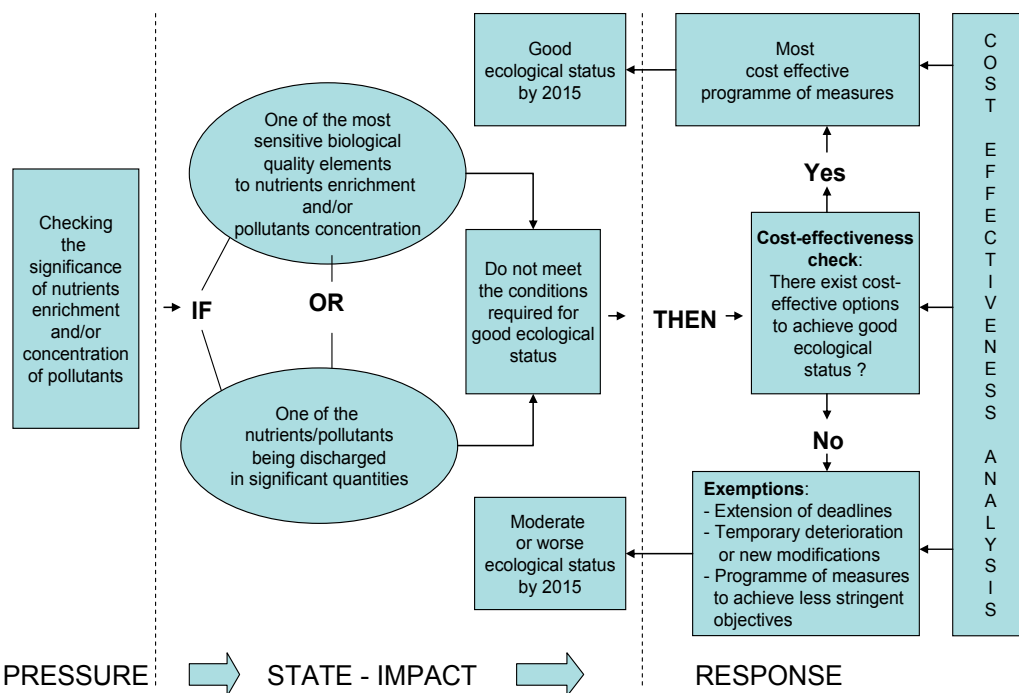 Checking
the
significance
of nutrients
enrichment
and/or
concentration
of pollutants
IF
One of the most
sensitive biological
quality elements
to nutrients enrichment
and/or
pollutants concentration
OR
One of the
nutrients/pollutants
being discharged
in significant quantities
Do not meet
the conditions
required for
good ecological
status
THEN
Cost-effectiveness
check:
There exist cost-
effective options
to achieve good
ecological
status ?
Yes
Most
cost effective
programme of measures
Good
ecological status
by 2015
No
Exemptions:
- Extension of deadlines
- Temporary deterioration
or new modifications
- Programme of measures
to achieve less stringent
objectives
Moderate
or worse
ecological status
by 2015
COST EFFECTIVENESS ANALYSIS
PRESSURE
STATE - IMPACT
RESPONSE